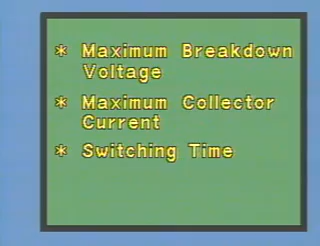 * Maximum Breakdown
Voltage
* Maximum Collector
Current
* Switching Time